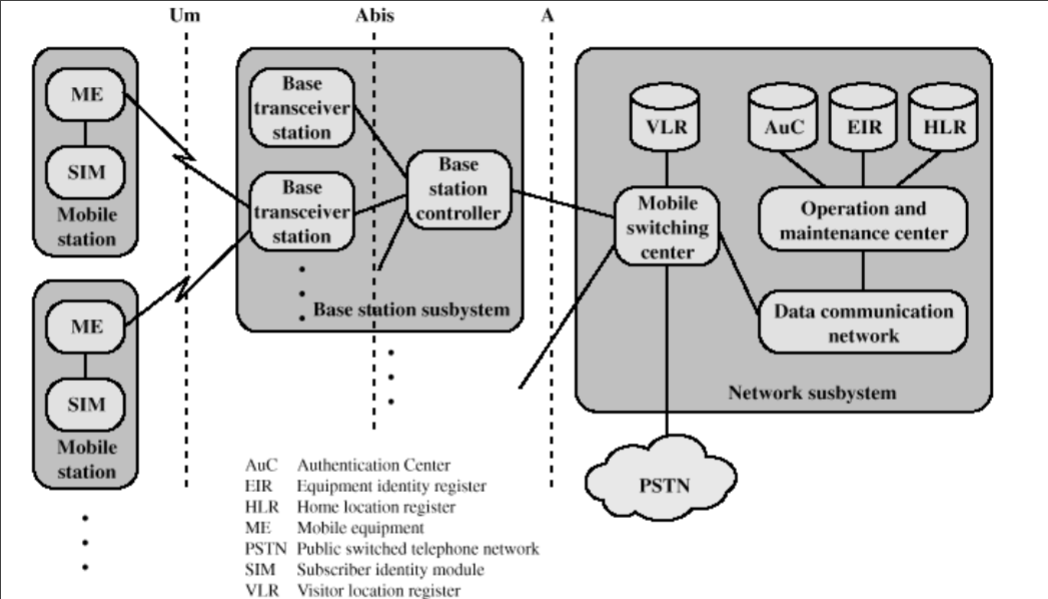 Um
Abis
A
ME
SIM
Mobile
station
ME
SIM
Mobile
station
Base
transceiver
station
Base
transceiver
station
Base
station
controller
Base station susbystem
VLR
AuC
EIR
HLR
Mobile
switching
center
Operation and
maintenance center
Data communication
network
Network susbystem
PSTN
AuC Authentication Center
EIR Equipment identity register
HLR Home location register
ME Mobile equipment
PSTN Public switched telephone network
SIM Subscriber identity module
VLR Visitor location register